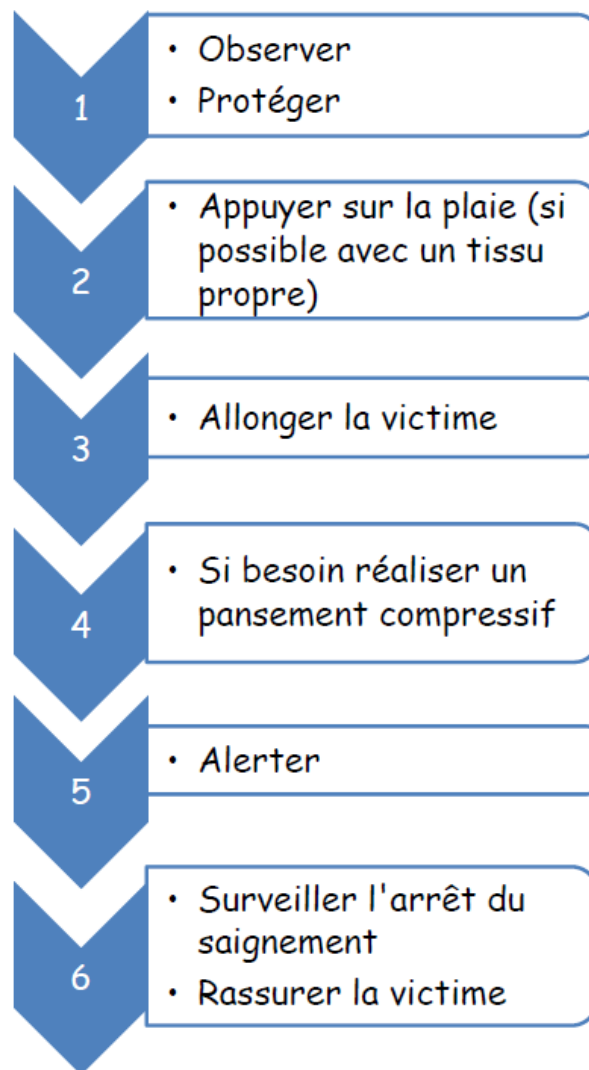 1
• Observer
• Protéger
2
• Appuyer sur la plaie (si
possible avec un tissu
propre)
3
• Allonger la victime
4
• Si besoin réaliser un
pansement compressif
5
• Alerter
6
• Surveiller l'arrêt du
saignement
• Rassurer la victime